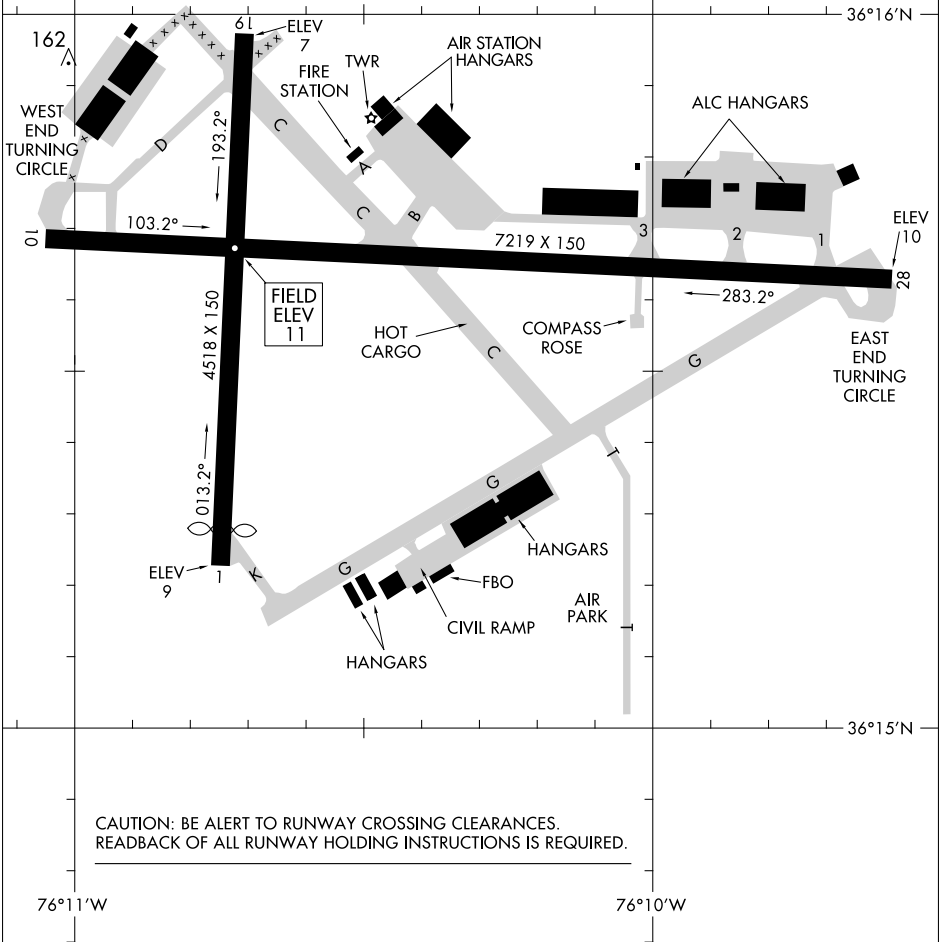 36°16'N
19
ELEV
7
162
AIR STATION
HANGARS
TWR
FIRE
STATION
ALC HANGARS
WEST
END
TURNING
CIRCLE
C
D
193.2°
A
C
B
10
103.2°
7219 X 150
3
2
1
ELEV
10
28
283.2°
FIELD
ELEV
11
4518 X 150
HOT
CARGO
COMPASS
ROSE
C
G
EAST
END
TURNING
CIRCLE
T
013.2°
G
HANGARS
ELEV
9
1
K
G
FBO
CIVIL RAMP
AIR
PARK
T
HANGARS
36°15'N
CAUTION: BE ALERT TO RUNWAY CROSSING CLEARANCES.
READBACK OF ALL RUNWAY HOLDING INSTRUCTIONS IS REQUIRED.
76°11'W
76°10'W